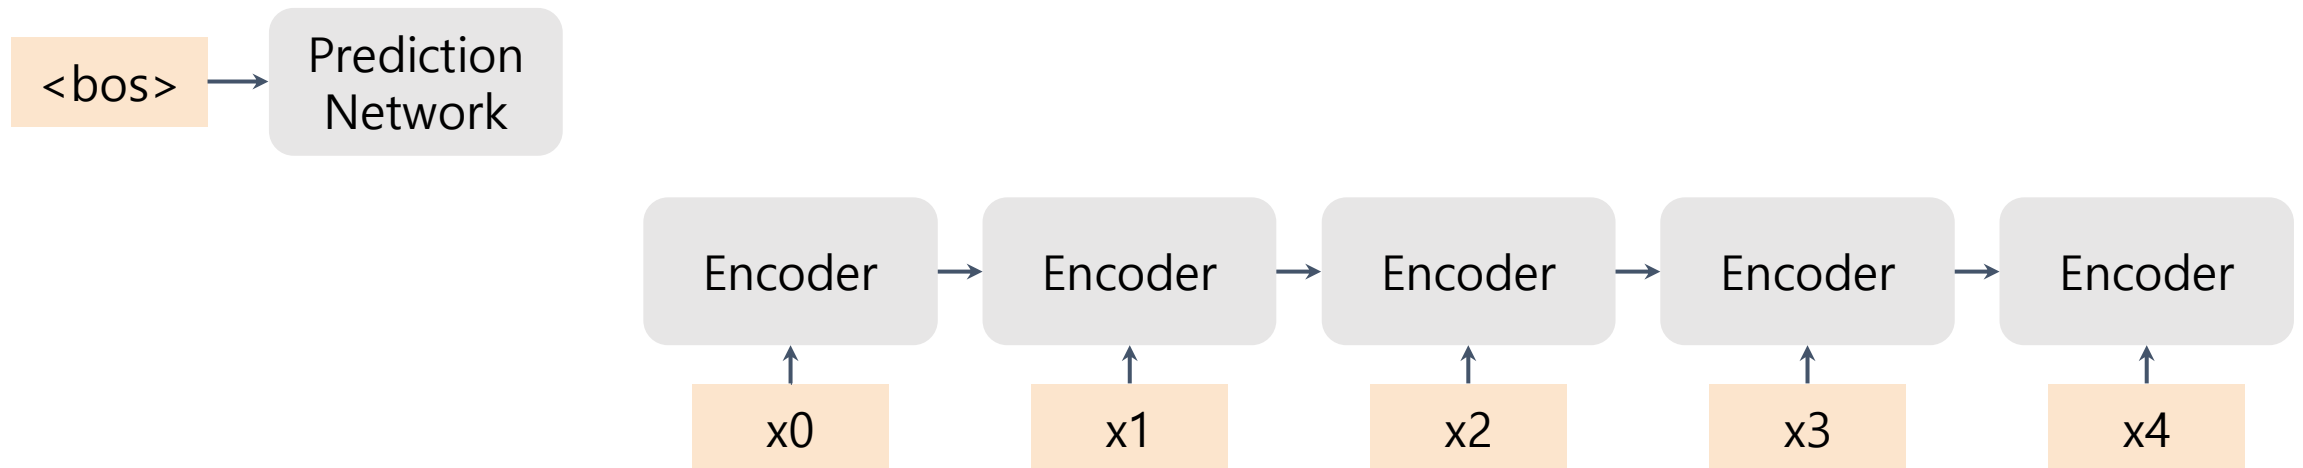 <bos>
Prediction
Network
Encoder
Encoder
Encoder
Encoder
Encoder
x0
x1
x2
x3
x4